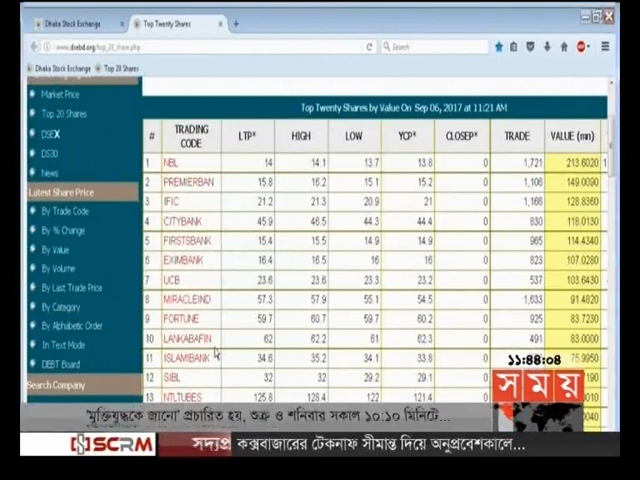 Dhaka Stock Exchange Top Twenty Shares
www.dsebd.org/top_20_share.php Search
Dhaka Stock Exchange Top 20 Shares
Market Price
Top 20 Shares
DSEX
DS30
News
Latest Share Price
By Trade Code
By % Change
By Value
By Volume
By Last Trade Price
By Category
By Alphabetic Order
In Text Mode
DEBT Board
Search Company
Top Twenty Shares by Value On Sep 06, 2017 at 11:21 AM
# TRADING CODE LTP* HIGH LOW YCP* CLOSEP* TRADE VALUE (mn)
1 NBL 14 14.1 13.7 13.8 0 1,721 213.6020
2 PREMIERBAN 15.8 16.2 15.1 15.2 0 1,106 149.0090
3 IFIC 21.2 21.3 20.9 21 0 1,166 128.8360
4 CITYBANK 45.9 46.5 44.3 44.4 0 830 118.0130
5 FIRSTSBANK 15.4 15.5 14.9 14.9 0 965 114.4340
6 EXIMBANK 16.4 16.5 16 16 0 823 107.0280
7 UCB 23.6 23.6 23.3 23.2 0 537 103.6430
8 MIRACLEIND 57.3 57.9 55.1 54.5 0 1,633 91.4820
9 FORTUNE 59.7 60.7 59.7 60.2 0 925 83.7230
10 LANKABAFIN 62 62.2 61 62.3 0 491 83.0000
11 ISLAMIBANK 34.6 35.2 34.1 33.8 0 75.9950
12 SIBL 32 32 29.2 29.1 0
13 NTLTUBES 125.8 128.4 122 121.4 0
১১:৪৪:০৪
সময়
'মুক্তিযুদ্ধকে জানো' প্রচারিত হয়, শুক্র ও শনিবার সকাল ১০:১০ মিনিটে...
SCRM সদ্যপ্র কক্সবাজারের টেকনাফ সীমান্ত দিয়ে অনুপ্রবেশকালে...